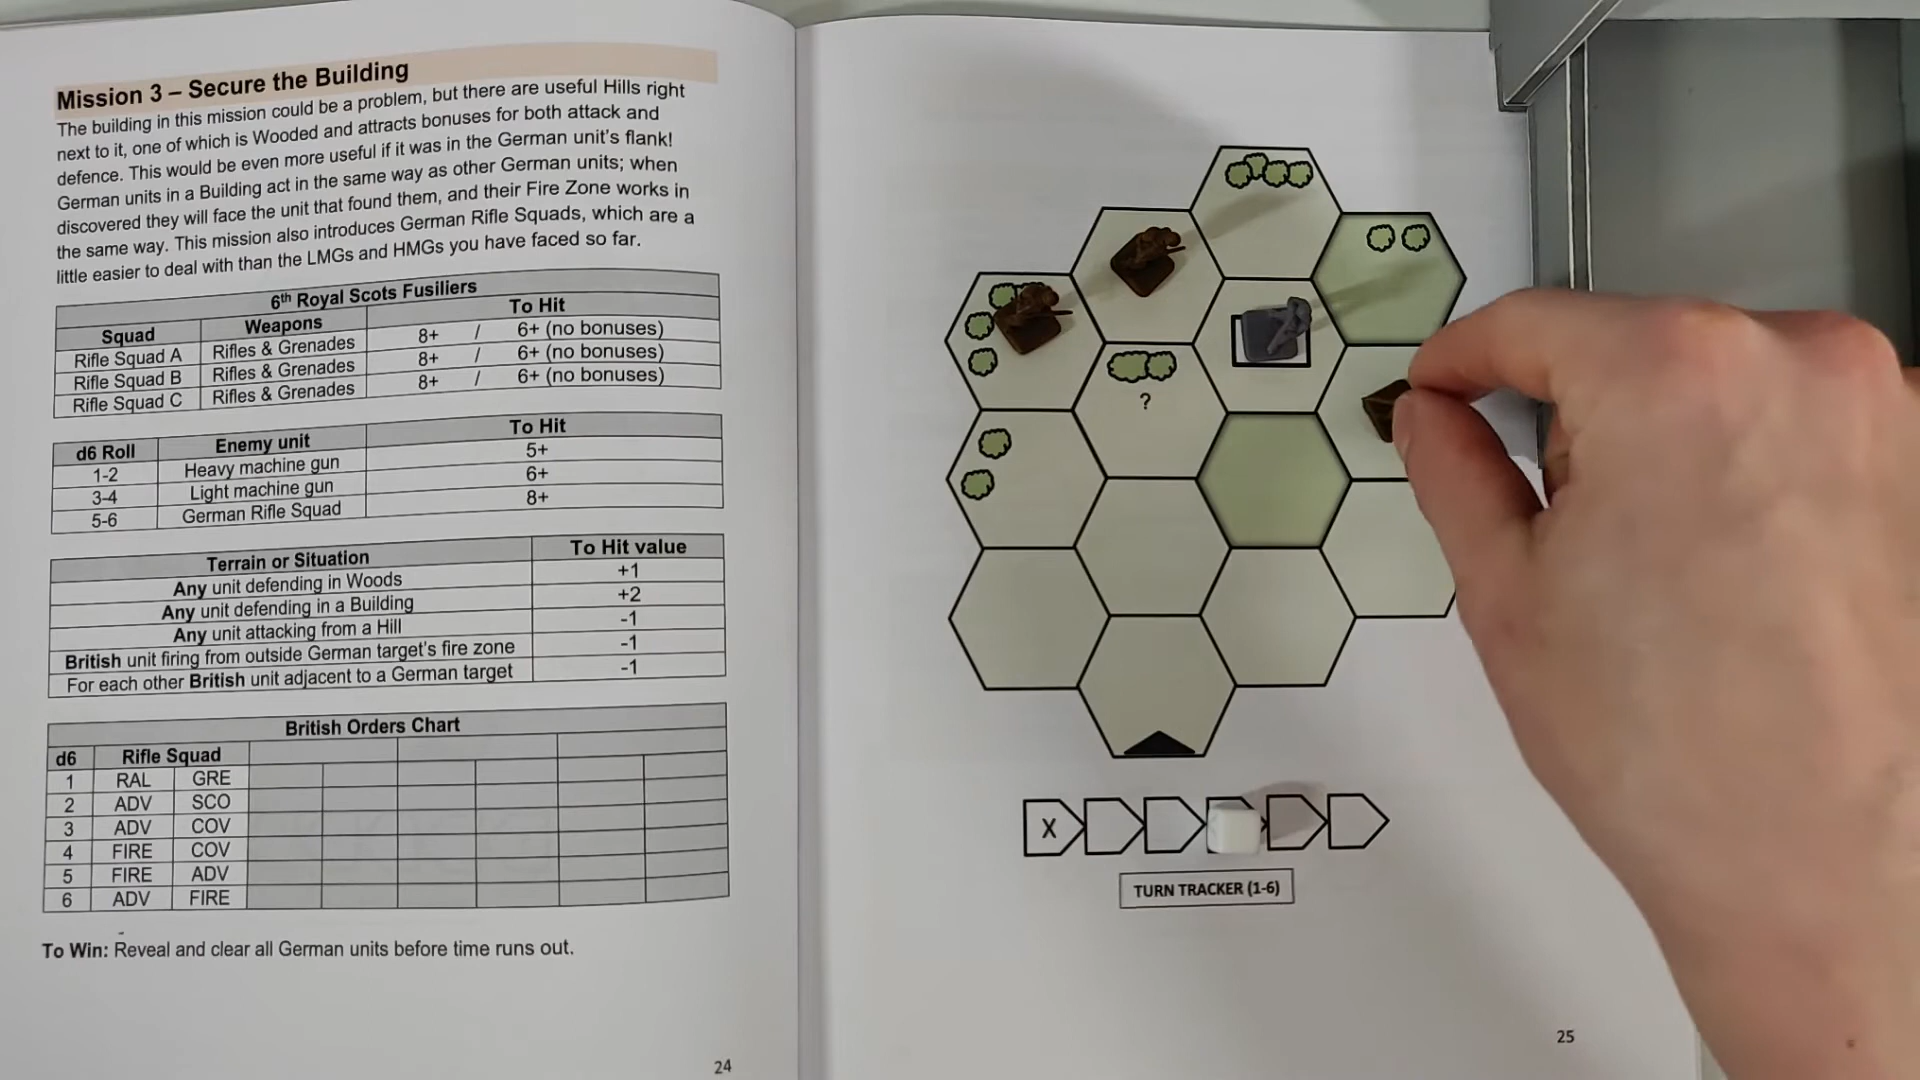 Mission 3 – Secure the Building
The building in this mission could be a problem, but there are useful Hills right
next to it, one of which is Wooded and attracts bonuses for both attack and
defence. This would be even more useful if it was in the German unit's flank!
German units in a Building act in the same way as other German units; when
discovered they will face the unit that found them, and their Fire Zone works in
the same way. This mission also introduces German Rifle Squads, which are a
little easier to deal with than the LMGs and HMGs you have faced so far.
6th Royal Scots Fusiliers
Squad Weapons To Hit
Rifle Squad A Rifles & Grenades 8+ / 6+ (no bonuses)
Rifle Squad B Rifles & Grenades 8+ / 6+ (no bonuses)
Rifle Squad C Rifles & Grenades 8+ / 6+ (no bonuses)
d6 Roll Enemy unit To Hit
1-2 Heavy machine gun 5+
3-4 Light machine gun 6+
5-6 German Rifle Squad 8+
Terrain or Situation To Hit value
Any unit defending in Woods +1
Any unit defending in a Building +2
Any unit attacking from a Hill -1
British unit firing from outside German target's fire zone -1
For each other British unit adjacent to a German target -1
British Orders Chart
d6 Rifle Squad
1 RAL GRE
2 ADV SCO
3 ADV COV
4 FIRE COV
5 FIRE ADV
6 ADV FIRE
To Win: Reveal and clear all German units before time runs out.
24
?
X
TURN TRACKER (1-6)
25